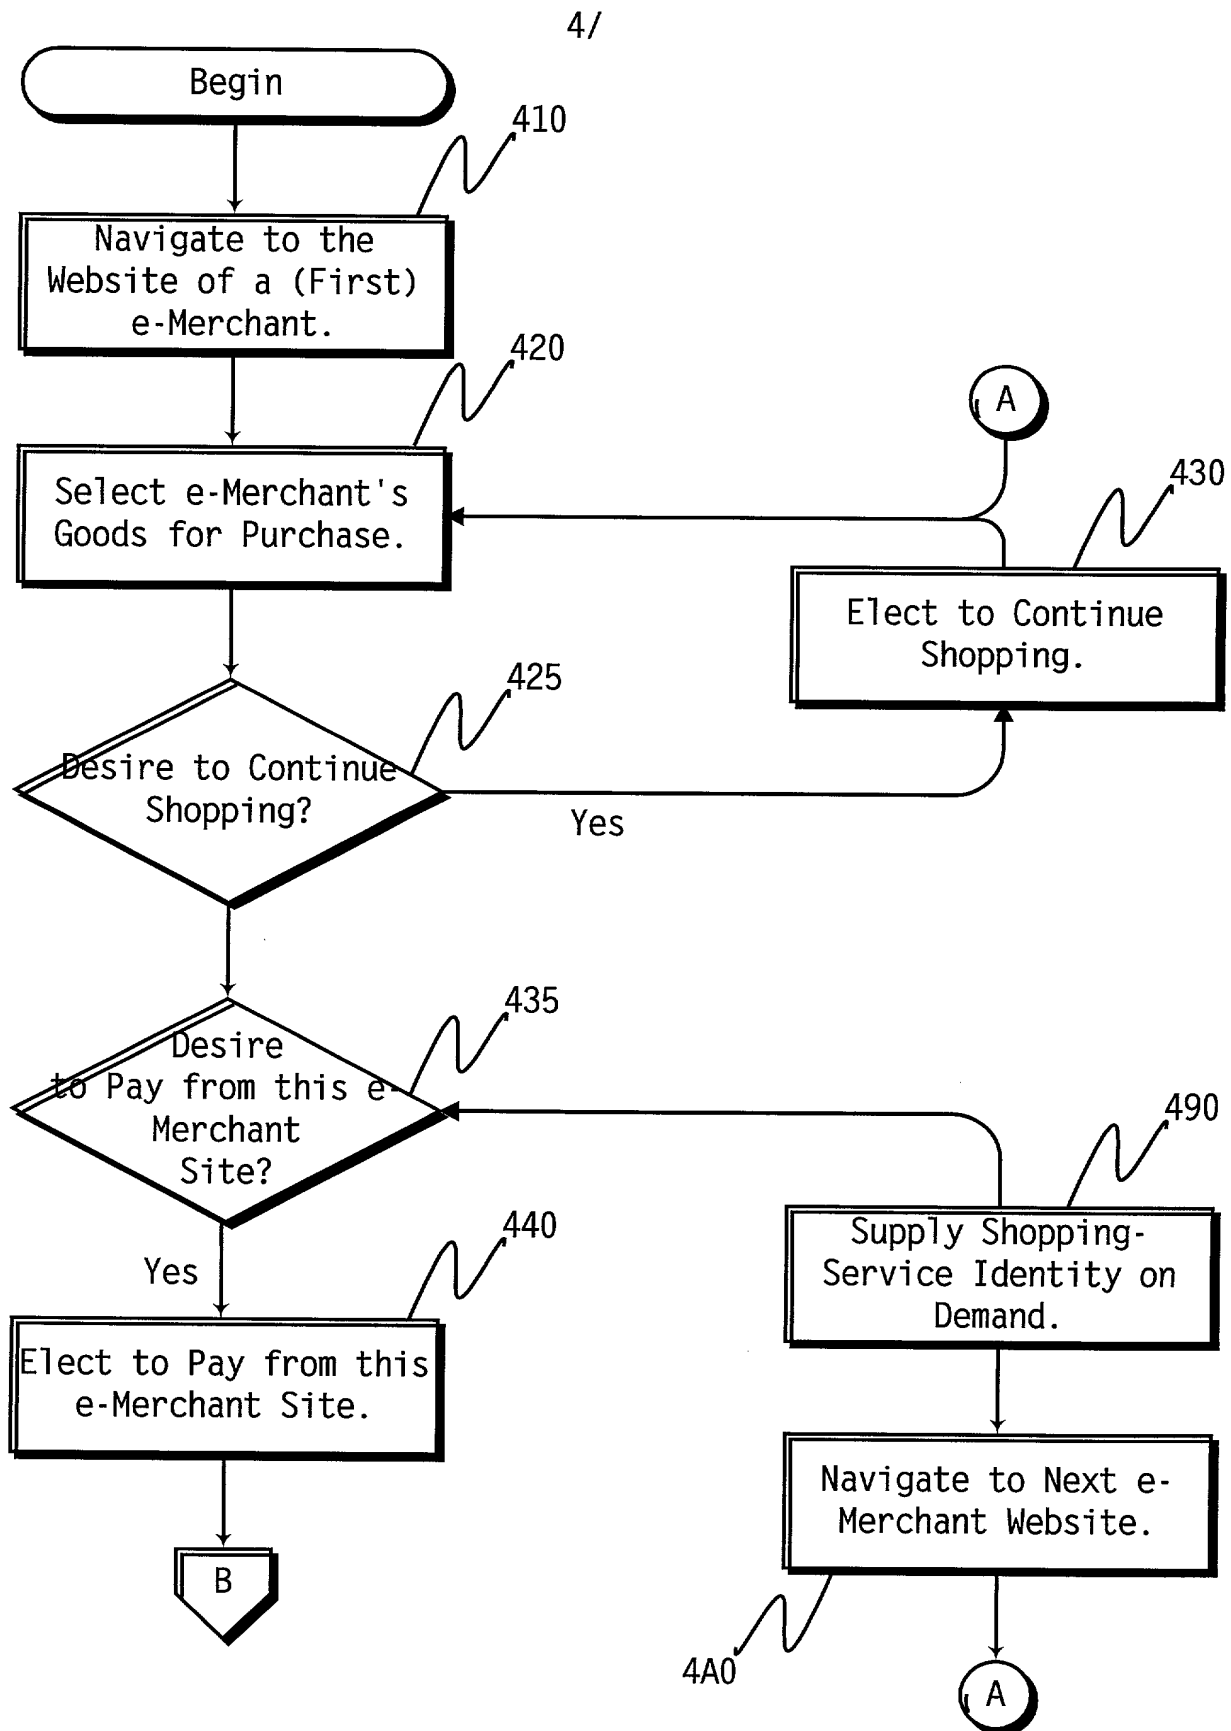 4/
Begin
410
Navigate to the
Website of a (First)
e-Merchant.
420
Select e-Merchant's
Goods for Purchase.
A
430
Elect to Continue
Shopping.
425
Desire to Continue
Shopping?
Yes
435
Desire
to Pay from this e-
Merchant
Site?
490
Supply Shopping-
Service Identity on
Demand.
Yes
440
Elect to Pay from this
e-Merchant Site.
Navigate to Next e-
Merchant Website.
B
4A0
A